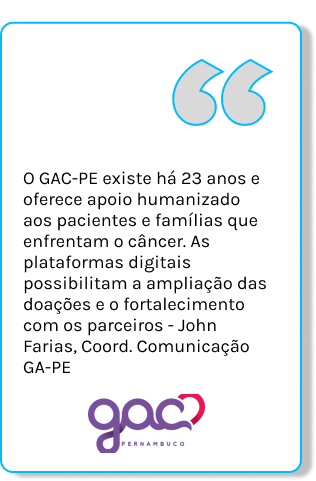 O GAC-PE existe há 23 anos e
oferece apoio humanizado
aos pacientes e famílias que
enfrentam o câncer. As
plataformas digitais
possibilitam a ampliação das
doações e o fortalecimento
com os parceiros - John
Farias, Coord. Comunicação
GA-PE
gac
PERNAMBUCO